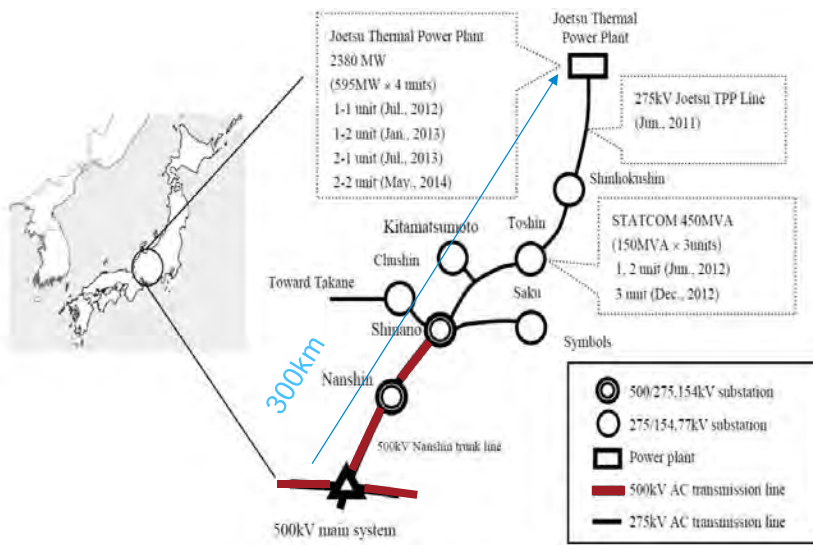 Joetsu Thermal
Power Plant
Joetsu Thermal Power Plant
2380 MW
(595MW × 4 units)
1-1 unit (Jul., 2012)
1-2 unit (Jan., 2013)
2-1 unit (Jul., 2013)
2-2 unit (May., 2014)
275kV Joetsu TPP Line
(Jun., 2011)
Shinhokushin
STATCOM 450MVA
(150MVA × 3units)
1, 2 unit (Jun., 2012)
3 unit (Dec., 2012)
Toshin
Kitamatsumoto
Chushin
Toward Takane
Saku
Shinano
Symbols
300km
Nanshin
500kV Nanshin trunk line
500kV main system
500/275,154kV substation
275/154,77kV substation
Power plant
500kV AC transmission line
275kV AC transmission line